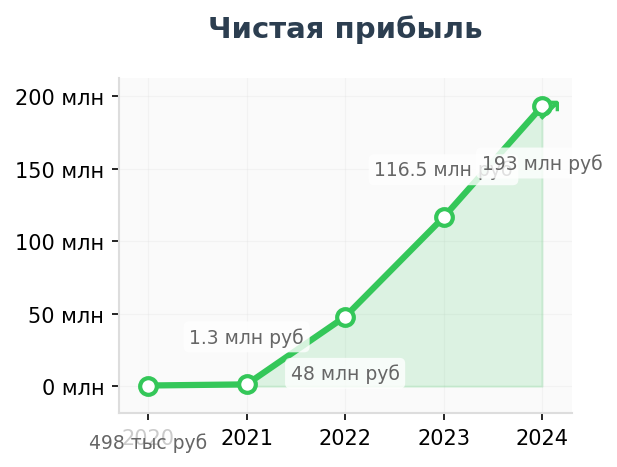 Чистая прибыль
200 млн
150 млн
100 млн
50 млн
0 млн
116.5 млн руб
193 млн руб
1.3 млн руб
48 млн руб
498 тыс руб
2020
2021
2022
2023
2024